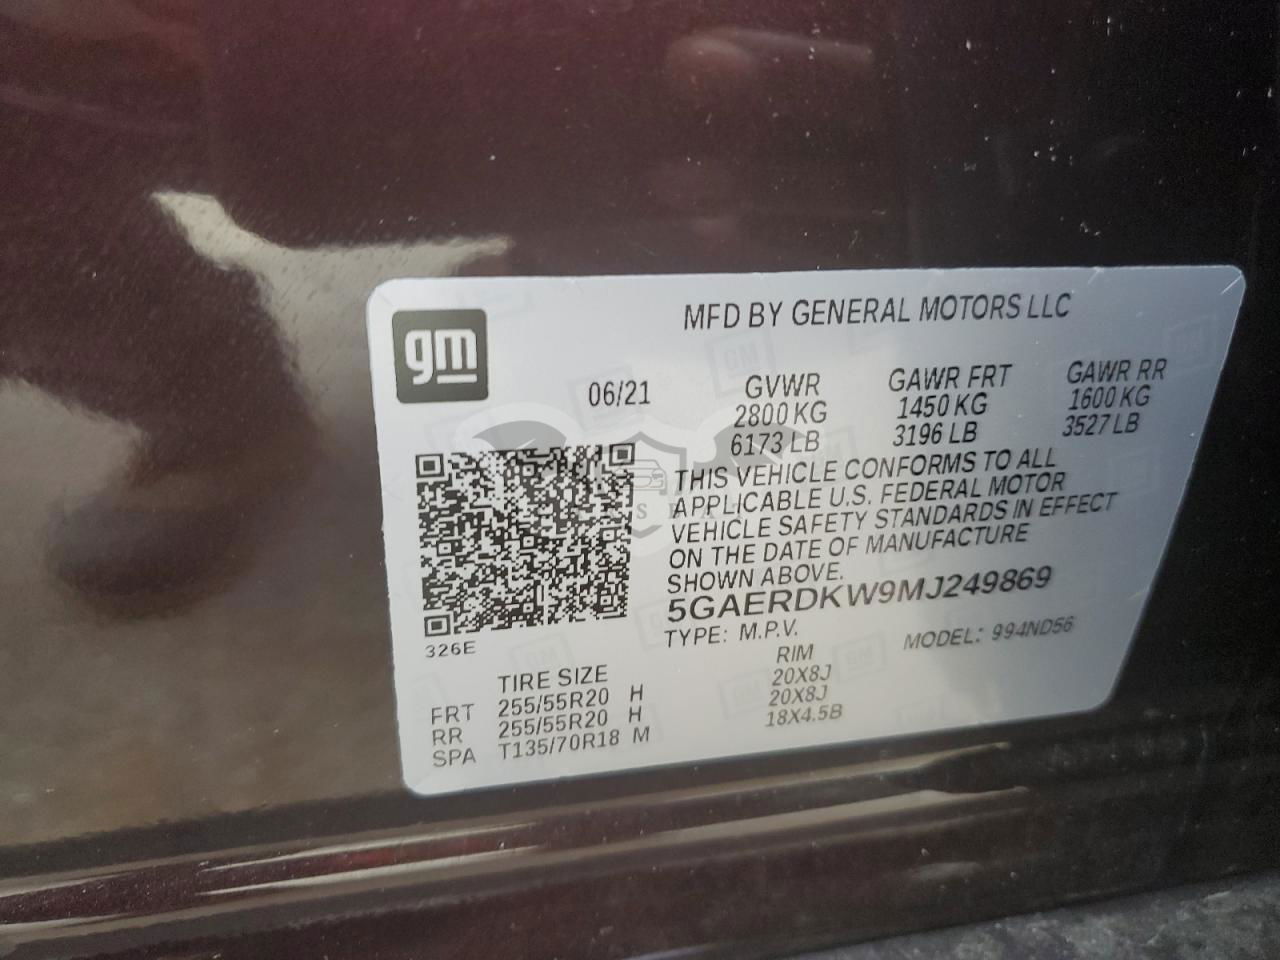 gm
MFD BY GENERAL MOTORS LLC
06/21
GVWR
2800 KG
6173 LB
GAWR FRT
1450 KG
3196 LB
GAWR RR
1600 KG
3527 LB
THIS VEHICLE CONFORMS TO ALL
APPLICABLE U.S. FEDERAL MOTOR
VEHICLE SAFETY STANDARDS IN EFFECT
ON THE DATE OF MANUFACTURE
SHOWN ABOVE.
5GAERDKW9MJ249869
TYPE: M.P.V.
MODEL: 994ND56
326E
TIRE SIZE RIM
FRT 255/55R20 H 20X8J
RR 255/55R20 H 20X8J
SPA T135/70R18 M 18X4.5B